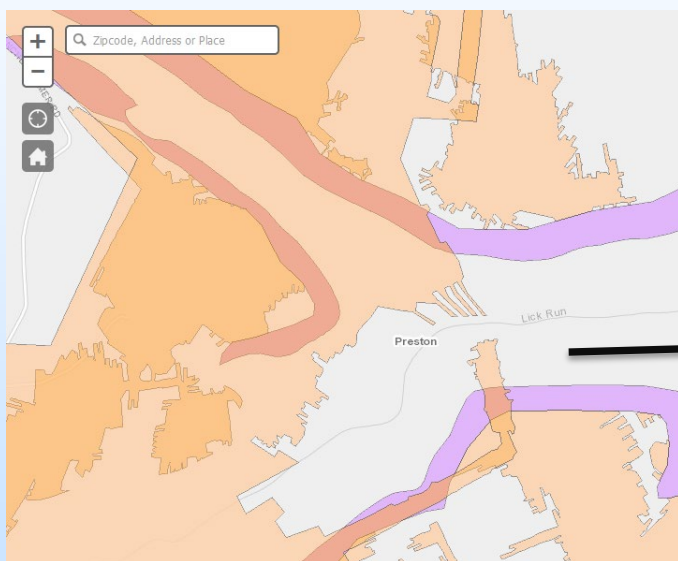 +
Zipcode, Address or Place
−
Lick Run
Preston